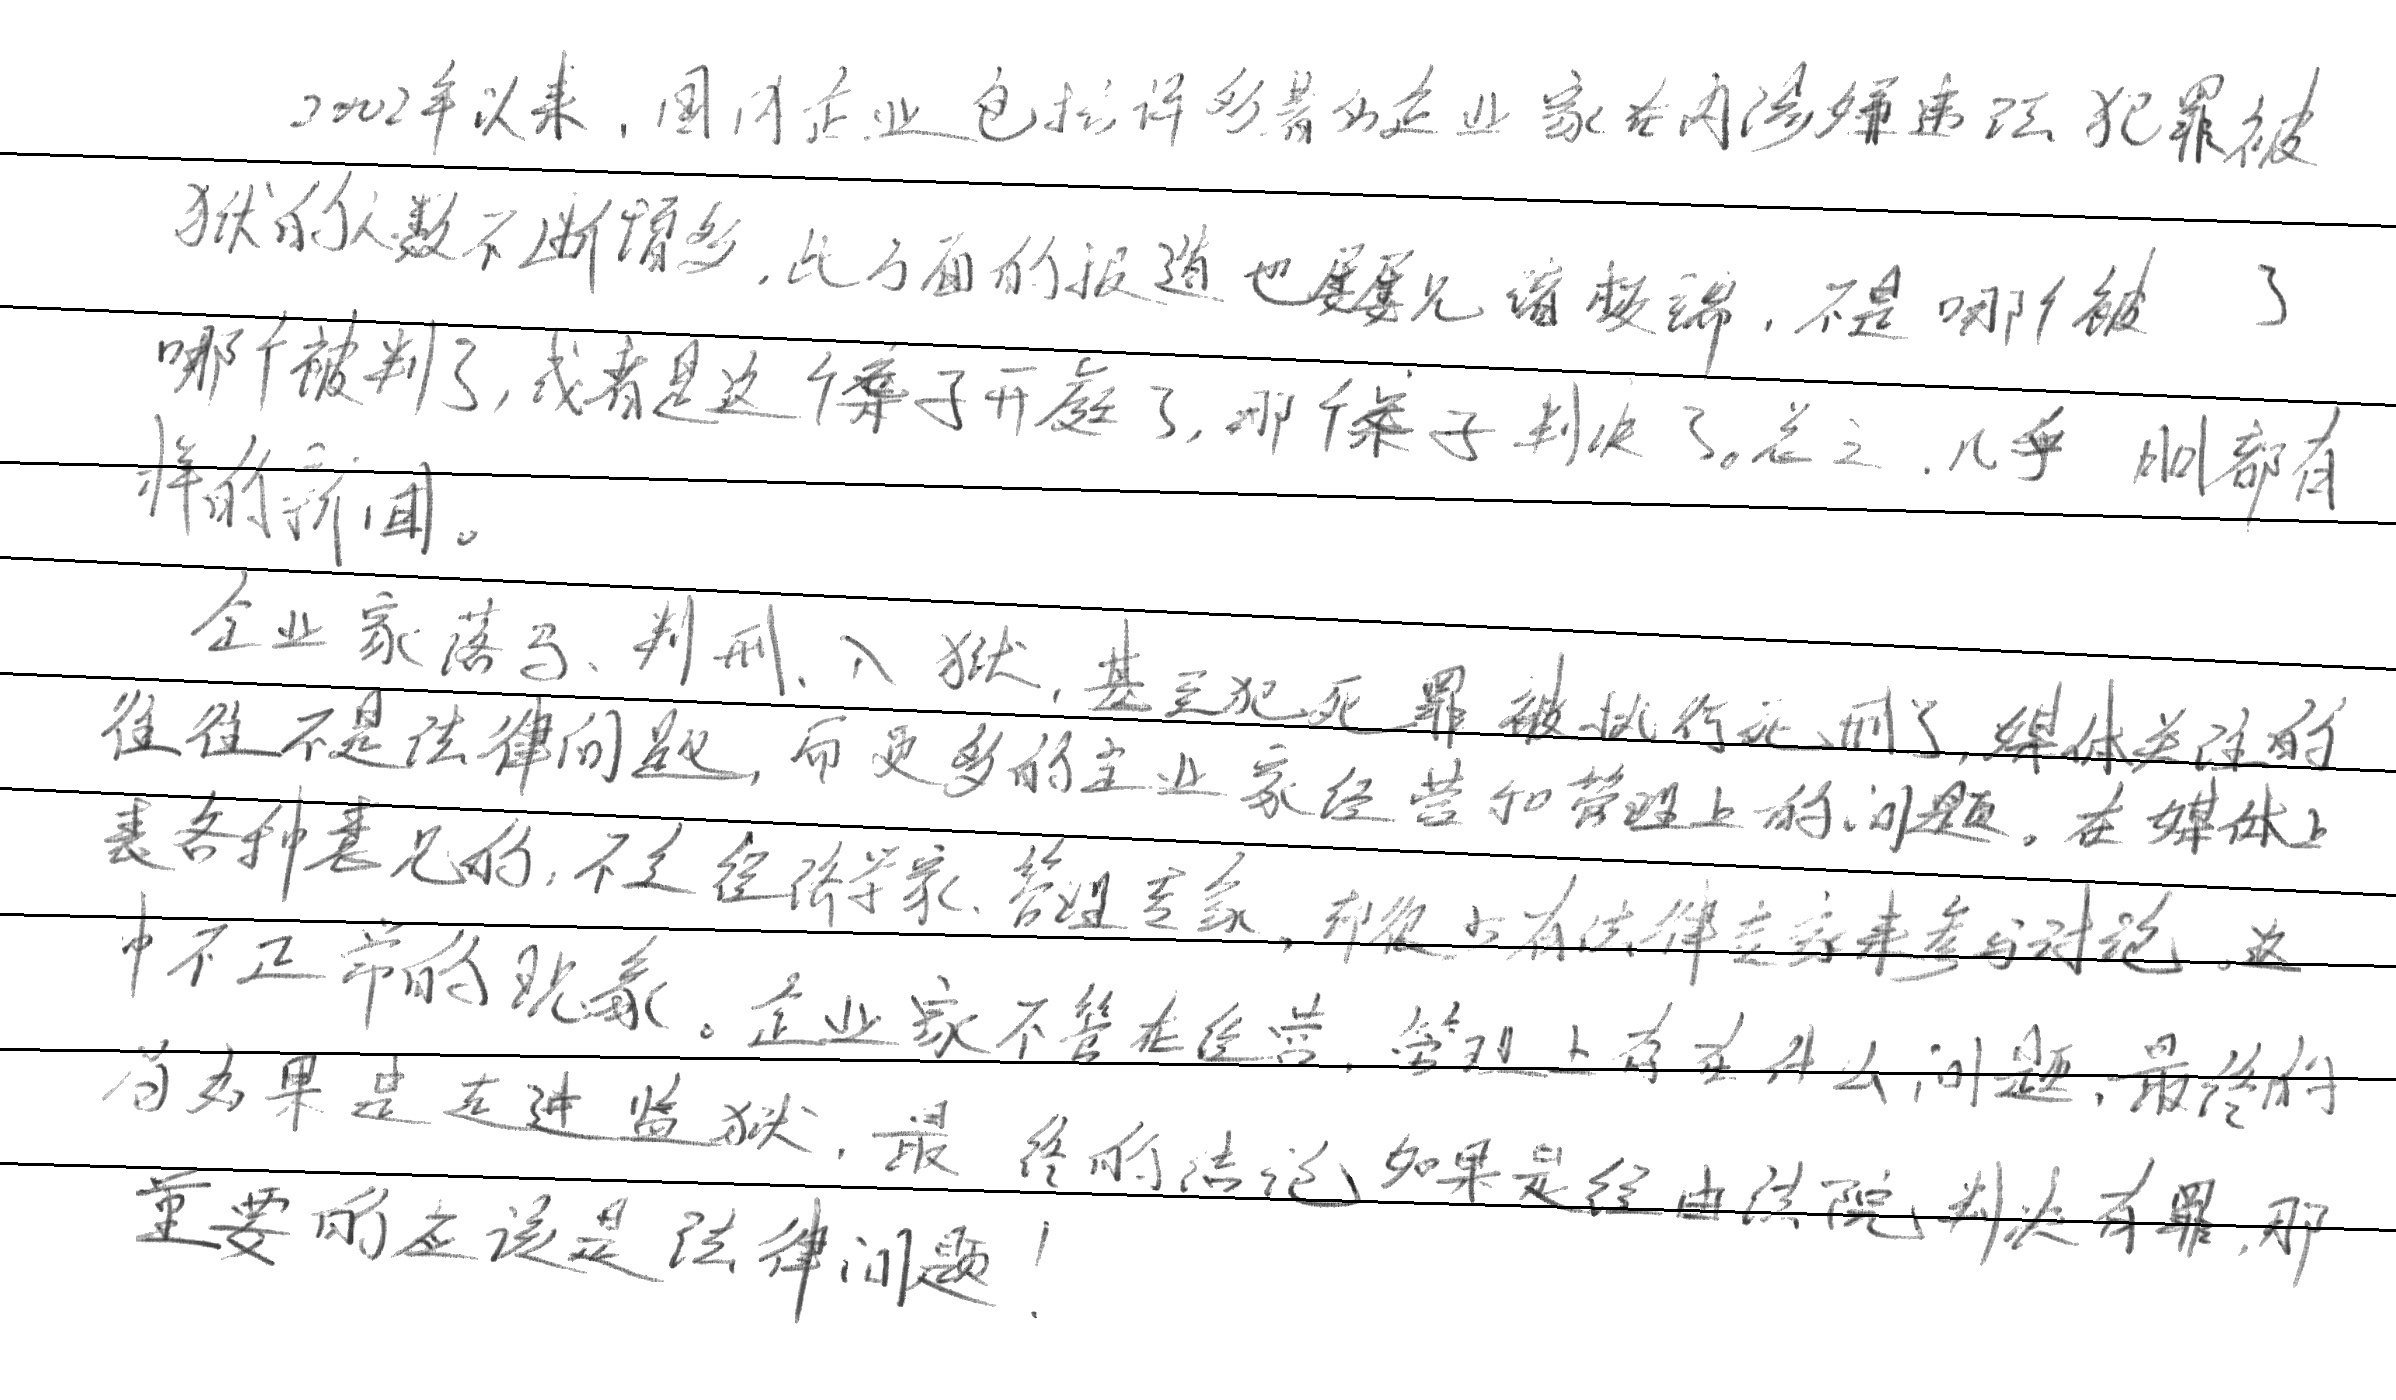 2002年以来，国内企业包括许多著名企业家在内涉嫌违法犯罪被
狱的人数不断增多，此方面的报道也屡屡见诸报端，不是哪个被 了
哪个被判了，或者是这个案子开庭了，那个案子判决了。总之，几乎 都有
样的新闻。
企业家落马、判刑、入狱，甚至犯死罪被执行死刑了，媒体关注的
往往不是法律问题，而更多的企业家经营和管理上的问题。在媒体上
表各种意见的，不是经济学家、管理专家，却很少有法律专家来参与讨论。这
中不正常的现象。企业家不管在经营，管理上存在什么问题，最终的
如果是走进监狱，最终的结论如果是经由法院判决有罪，那
重要的应该是法律问题！